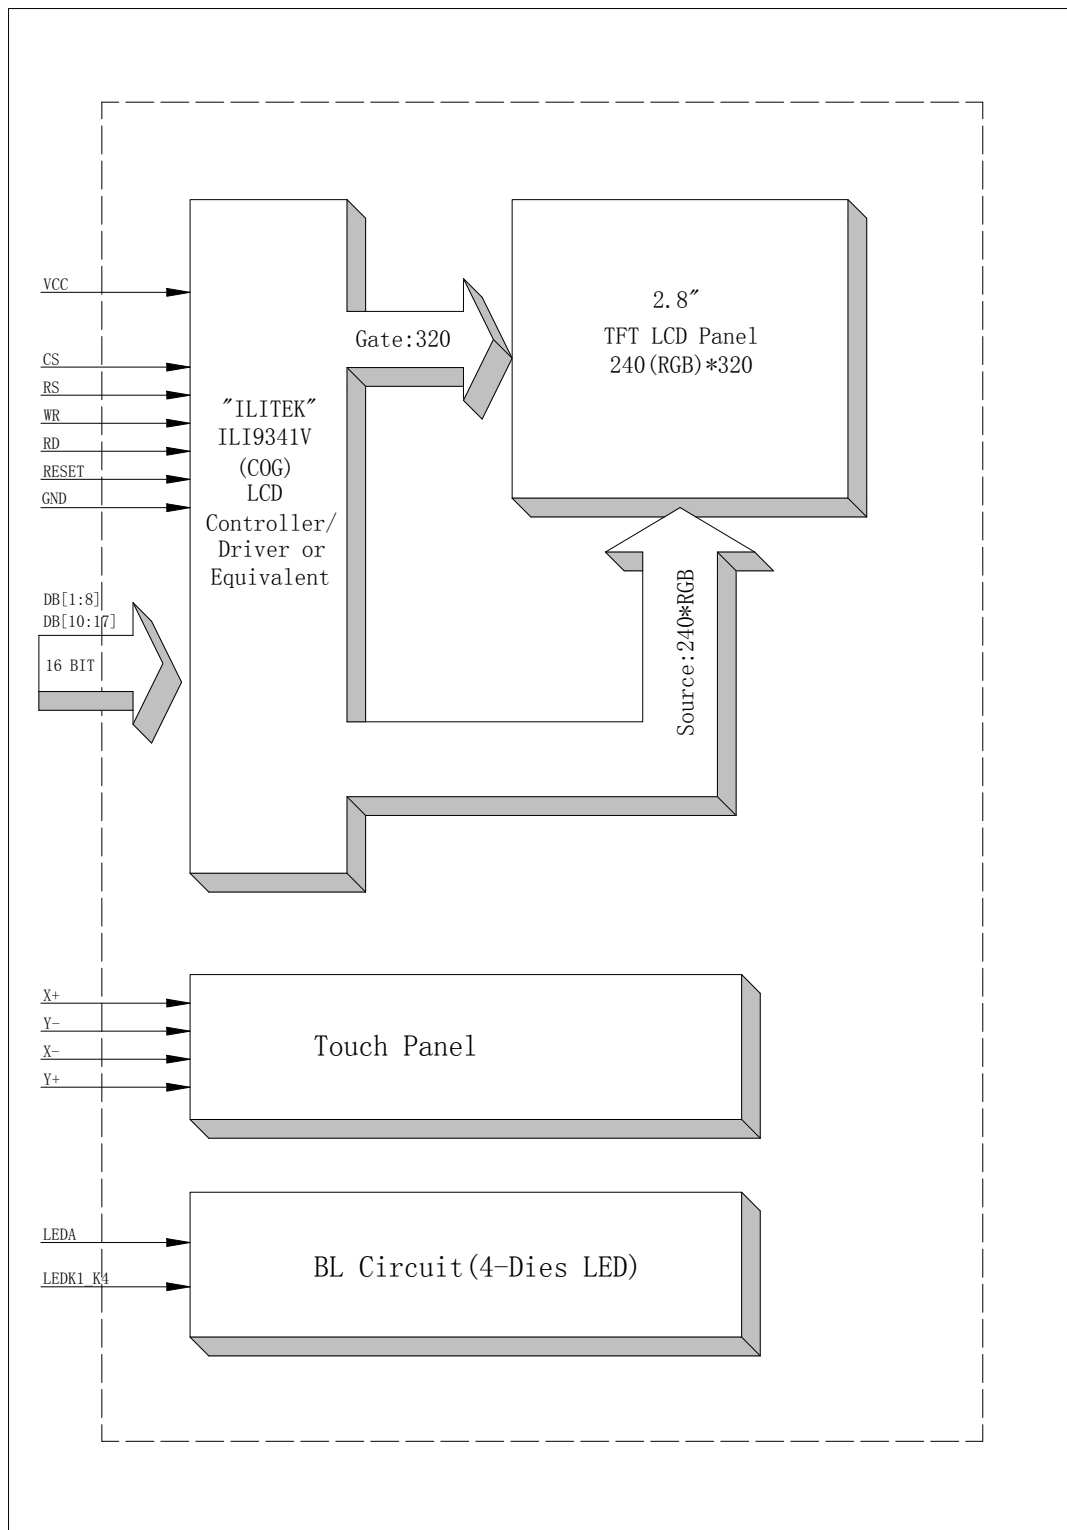 VCC
CS
RS
WR
RD
RESET
GND
DB[1:8]
DB[10:17]
16 BIT
"ILITEK"
ILI9341V
(COG)
LCD
Controller/
Driver or
Equivalent
Gate:320
2.8"
TFT LCD Panel
240(RGB)*320
Source:240*RGB
X+
Y-
X-
Y+
Touch Panel
LEDA
LEDK1_K4
BL Circuit(4-Dies LED)